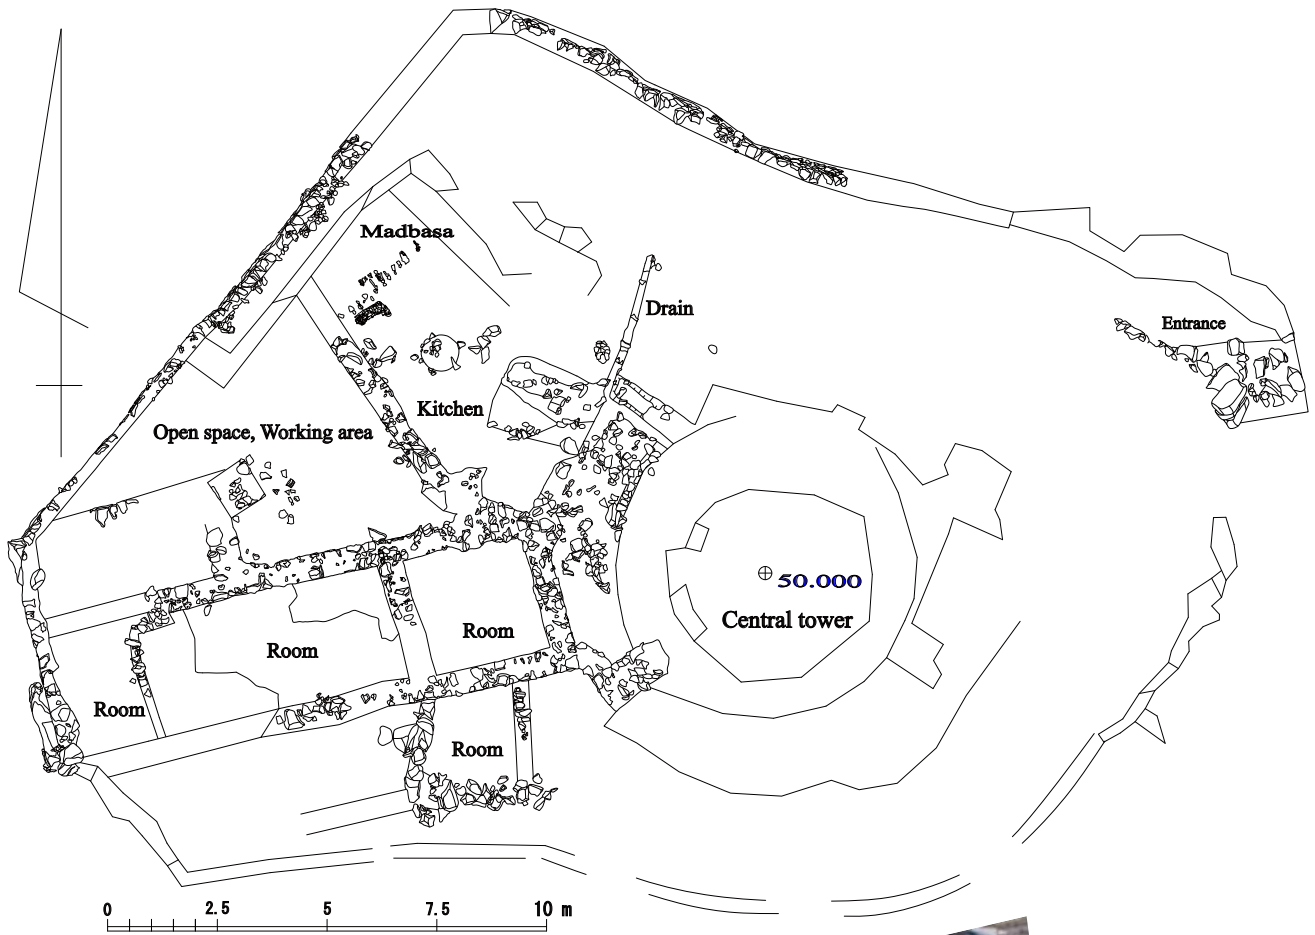 Madbasa
Drain
Entrance
Kitchen
Open space, Working area
50.000
Central tower
Room
Room
Room
Room
0 2.5 5 7.5 10 m